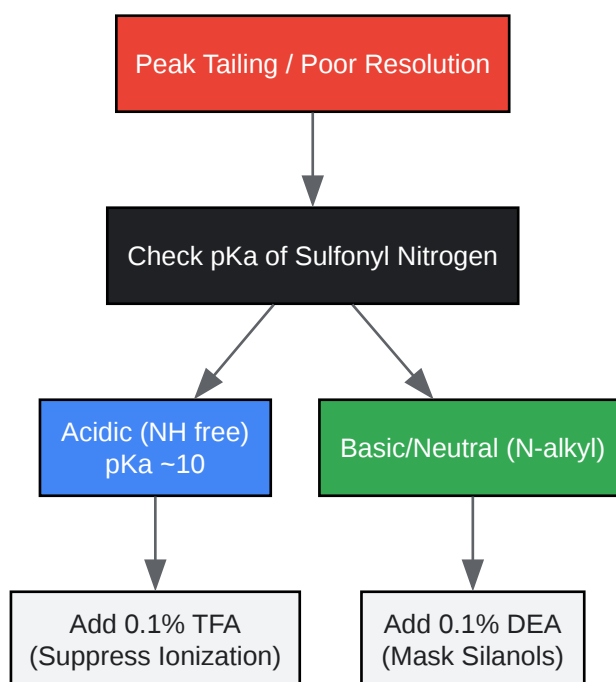 Peak Tailing / Poor Resolution
Check pKa of Sulfonyl Nitrogen
Acidic (NH free)
pKa ~10
Basic/Neutral (N-alkyl)
Add 0.1% TFA
(Suppress Ionization)
Add 0.1% DEA
(Mask Silanols)